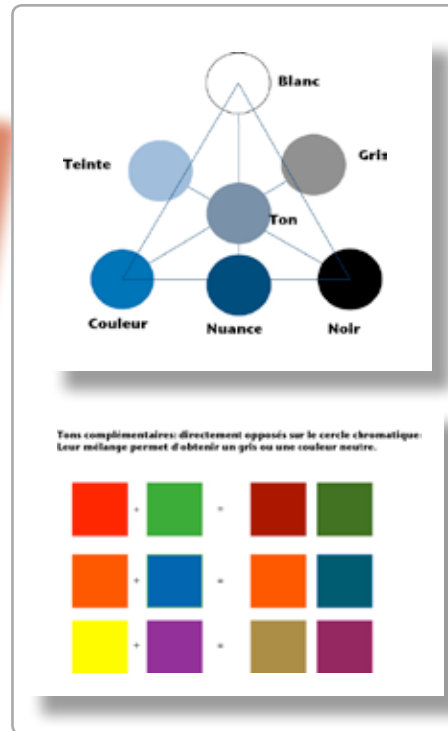 Blanc
Teinte
Gris
Ton
Couleur
Nuance
Noir
Tons complémentaires: directement opposés sur le cercle chromatique:
Leur mélange permet d'obtenir un gris ou une couleur neutre.
+ =
+ =
+ =